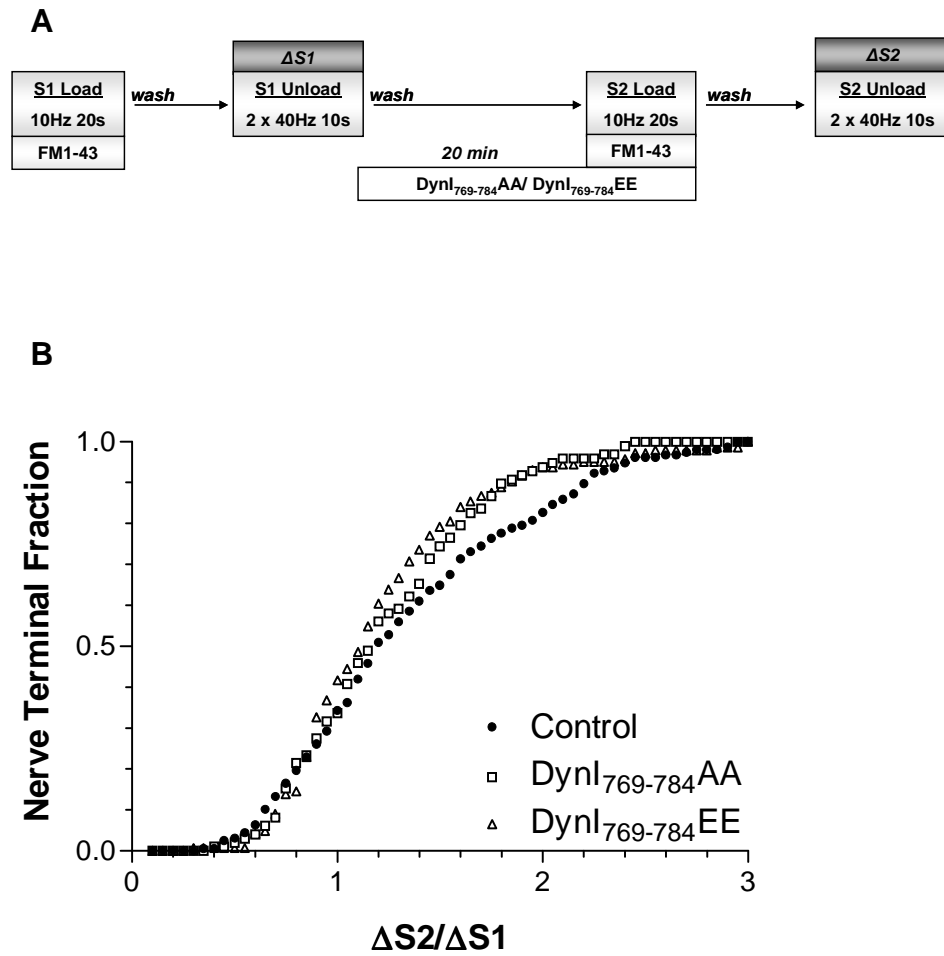 A
ΔS1
ΔS2
S1 Load
wash
S1 Unload
wash
S2 Load
wash
S2 Unload
10Hz 20s
2 x 40Hz 10s
10Hz 20s
2 x 40Hz 10s
FM1-43
20 min
FM1-43
DynI769-784AA/ DynI769-784EE
B
1.0
0.5
0.0
Nerve Terminal Fraction
Control
DynI769-784AA
DynI769-784EE
0 1 2 3
ΔS2/ΔS1